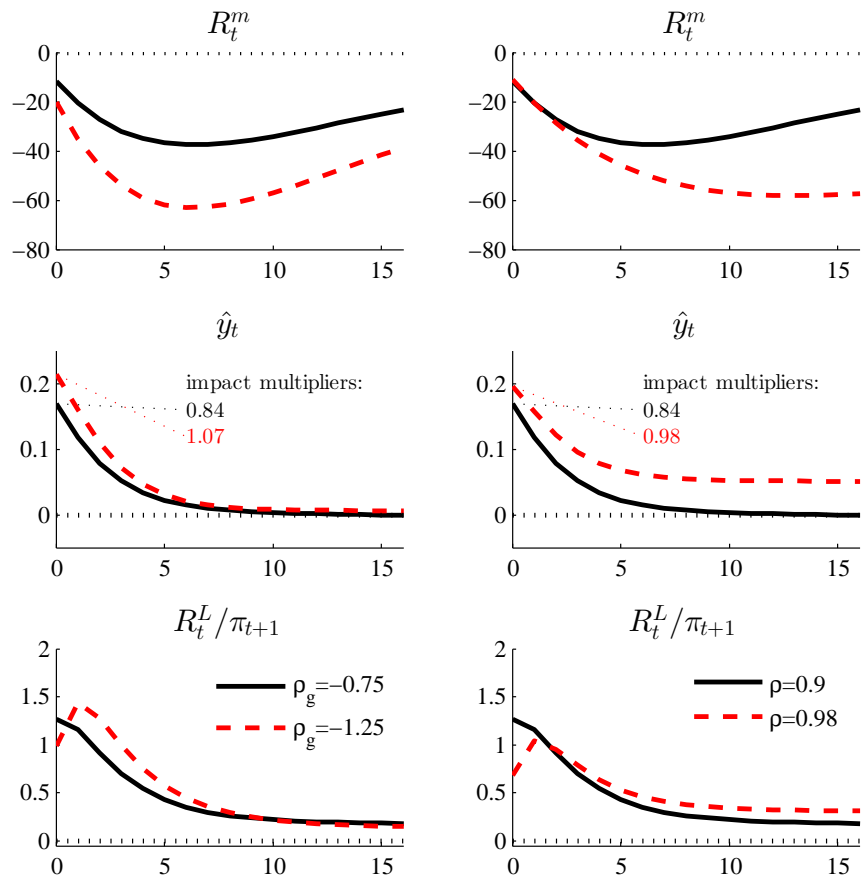 R_t^m R_t^m
0 0
−20 −20
−40 −40
−60 −60
−80 −80
0 5 10 15 0 5 10 15
ŷ_t ŷ_t
0.2 impact multipliers: 0.2 impact multipliers:
0.84 0.84
0.1 1.07 0.1 0.98
0 0
0 5 10 15 0 5 10 15
R_t^L/π_{t+1} R_t^L/π_{t+1}
2 2
1.5 ρ_g=−0.75 1.5 ρ=0.9
1 ρ_g=−1.25 1 ρ=0.98
0.5 0.5
0 0
0 5 10 15 0 5 10 15